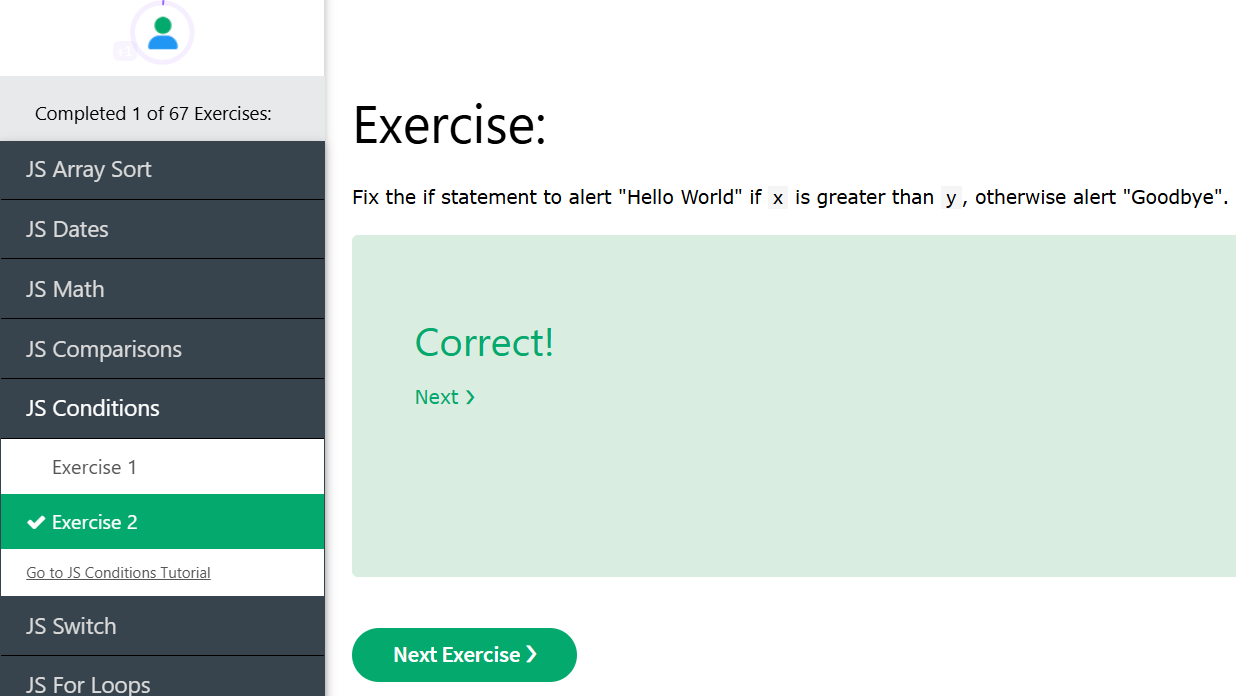 +1
Completed 1 of 67 Exercises:
JS Array Sort
JS Dates
JS Math
JS Comparisons
JS Conditions
Exercise 1
Exercise 2
Go to JS Conditions Tutorial
JS Switch
JS For Loops
Exercise:
Fix the if statement to alert "Hello World" if x is greater than y, otherwise alert "Goodbye".
Correct!
Next ❯
Next Exercise ❯